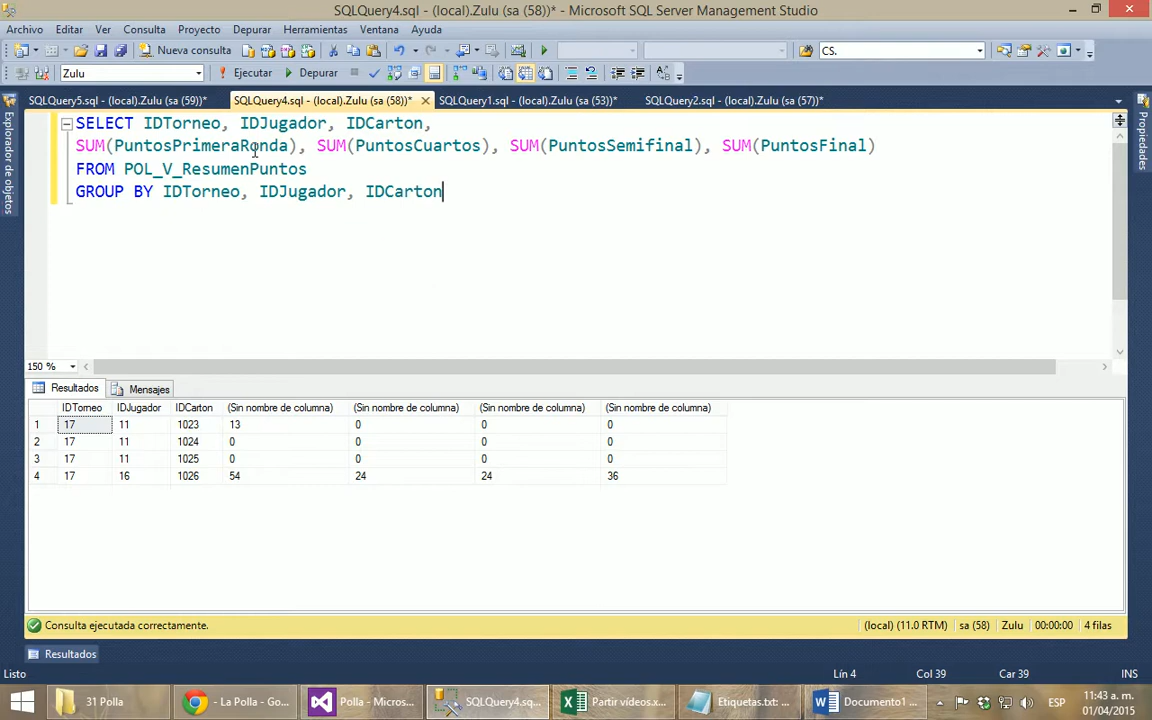 SQLQuery4.sql - (local).Zulu (sa (58))* - Microsoft SQL Server Management Studio
Archivo Editar Ver Consulta Proyecto Depurar Herramientas Ventana Ayuda
Nueva consulta CS.
Zulu Ejecutar Depurar
SQLQuery5.sql - (local).Zulu (sa (59))* SQLQuery4.sql - (local).Zulu (sa (58))* SQLQuery1.sql - (local).Zulu (sa (53))* SQLQuery2.sql - (local).Zulu (sa (57))*
Explorador de objetos
Propiedades
SELECT IDTorneo, IDJugador, IDCarton,
SUM(PuntosPrimeraRonda), SUM(PuntosCuartos), SUM(PuntosSemifinal), SUM(PuntosFinal)
FROM POL_V_ResumenPuntos
GROUP BY IDTorneo, IDJugador, IDCarton
150 %
Resultados Mensajes
IDTorneo IDJugador IDCarton (Sin nombre de columna) (Sin nombre de columna) (Sin nombre de columna) (Sin nombre de columna)
1 17 11 1023 13 0 0 0
2 17 11 1024 0 0 0 0
3 17 11 1025 0 0 0 0
4 17 16 1026 54 24 24 36
Consulta ejecutada correctamente. (local) (11.0 RTM) sa (58) Zulu 00:00:00 4 filas
Resultados
Listo Lín 4 Col 39 Car 39 INS
31 Polla - La Polla - Go... Polla - Micros... SQLQuery4.sq... Partir vídeos.x... Etiquetas.txt: ... Documento1 ... ESP 11:43 a. m.
01/04/2015